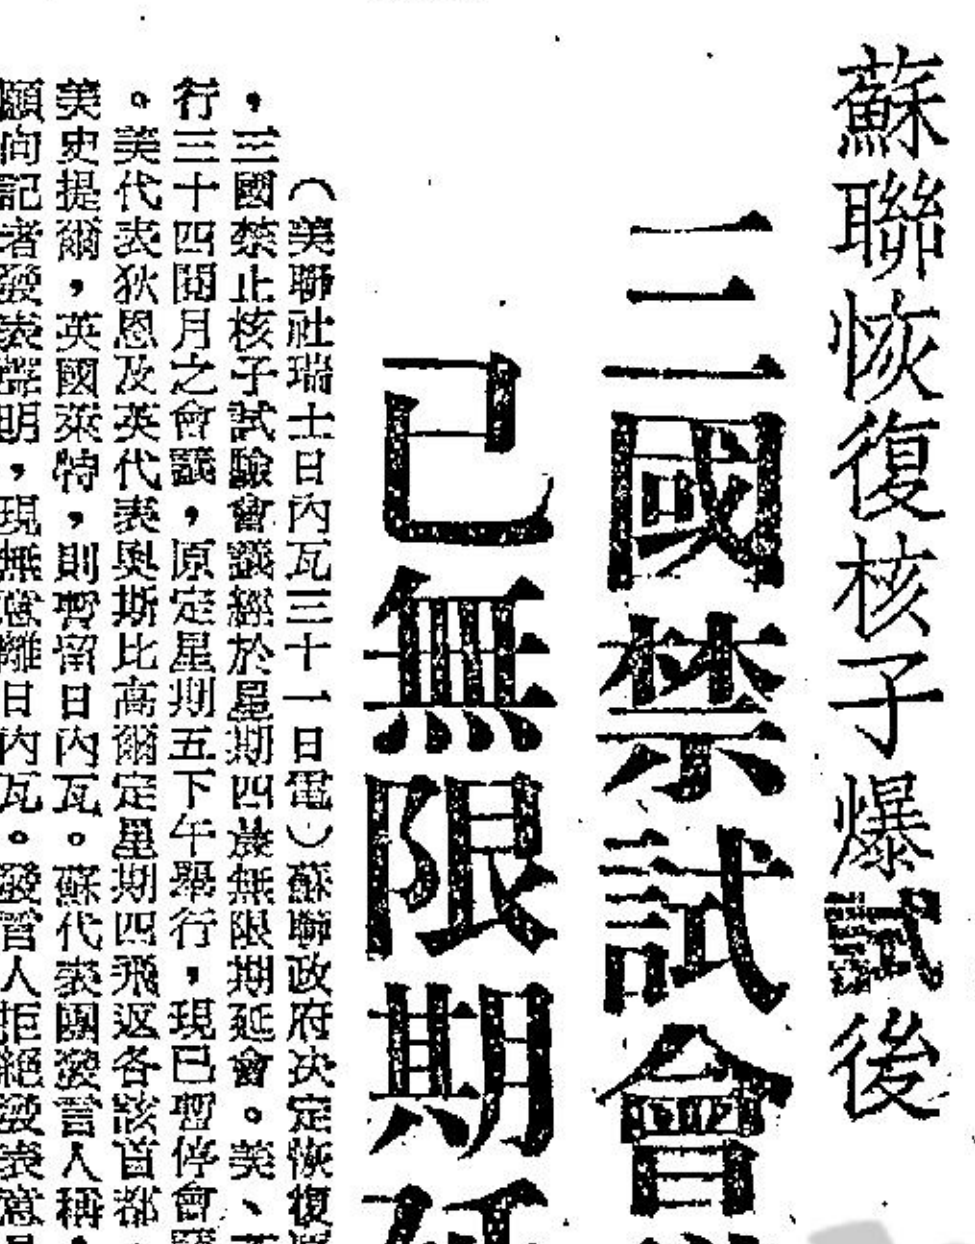 蘇聯恢復核子爆試後
三國禁試會
已無限期延
（美聯社瑞士日內瓦三十一日電）蘇聯政府決定恢復
，三國禁止核子試驗會議經於星期四晨無限期延會。美、英
行三十四閱月之會議，原定星期五下午舉行，現已暫停會議
。美代表狄恩及英代表奧斯比高爾定星期四飛返各該首都，
美史提爾，英國萊特，則暫留日內瓦。蘇代表團發言人稱，
願向記者發表聲明，現無意離日內瓦。發言人拒絕發表意見